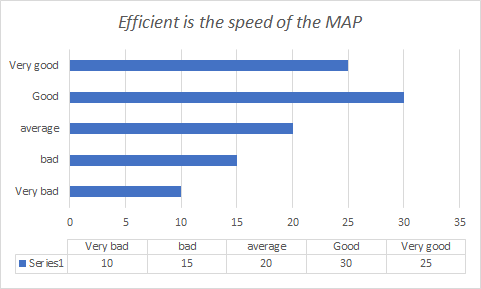 Efficient is the speed of the MAP
Very good
Good
average
bad
Very bad
0 5 10 15 20 25 30 35
Very bad bad average Good Very good
Series1 10 15 20 30 25